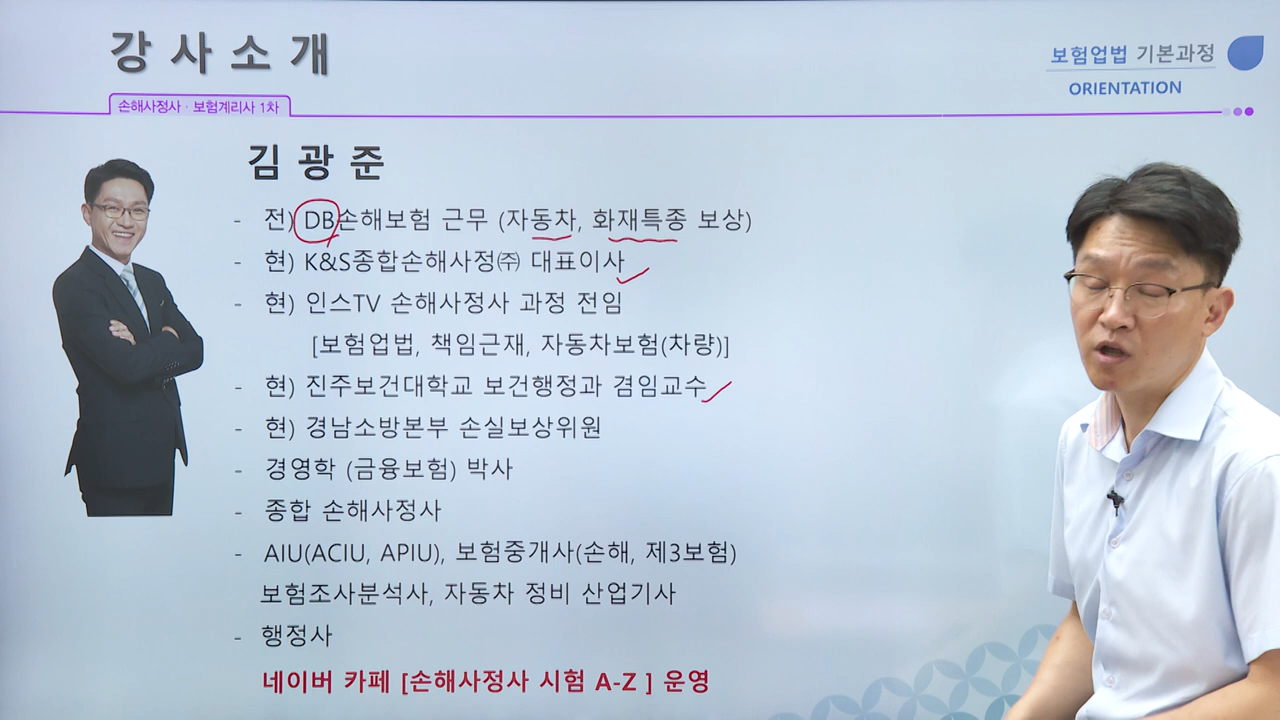 강 사 소 개
보험업법 기본과정
ORIENTATION
손해사정사 · 보험계리사 1차
김 광 준
- 전) DB손해보험 근무 (자동차, 화재특종 보상)
- 현) K&S종합손해사정㈜ 대표이사
- 현) 인스TV 손해사정사 과정 전임
[보험업법, 책임근재, 자동차보험(차량)]
- 현) 진주보건대학교 보건행정과 겸임교수
- 현) 경남소방본부 손실보상위원
- 경영학 (금융보험) 박사
- 종합 손해사정사
- AIU(ACIU, APIU), 보험중개사(손해, 제3보험)
보험조사분석사, 자동차 정비 산업기사
- 행정사
네이버 카페 [손해사정사 시험 A-Z ] 운영